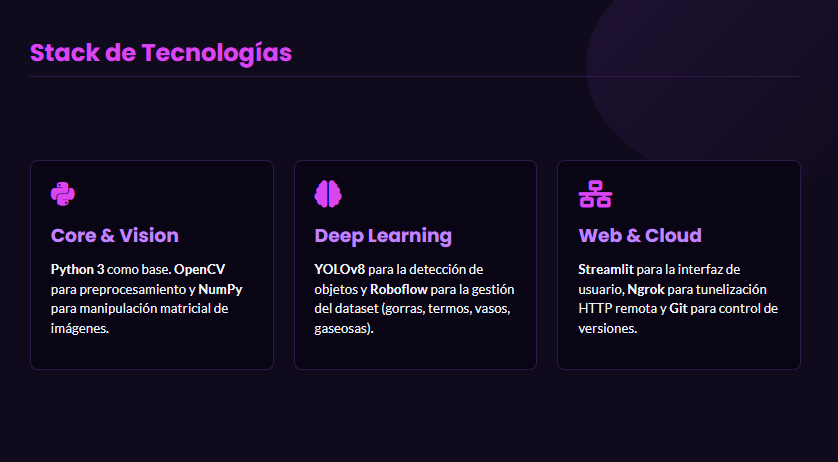 Stack de Tecnologías
Core & Vision
Python 3 como base. OpenCV
para preprocesamiento y NumPy
para manipulación matricial de
imágenes.
Deep Learning
YOLOv8 para la detección de
objetos y Roboflow para la gestión
del dataset (gorras, termos, vasos,
gaseosas).
Web & Cloud
Streamlit para la interfaz de
usuario, Ngrok para tunelización
HTTP remota y Git para control de
versiones.